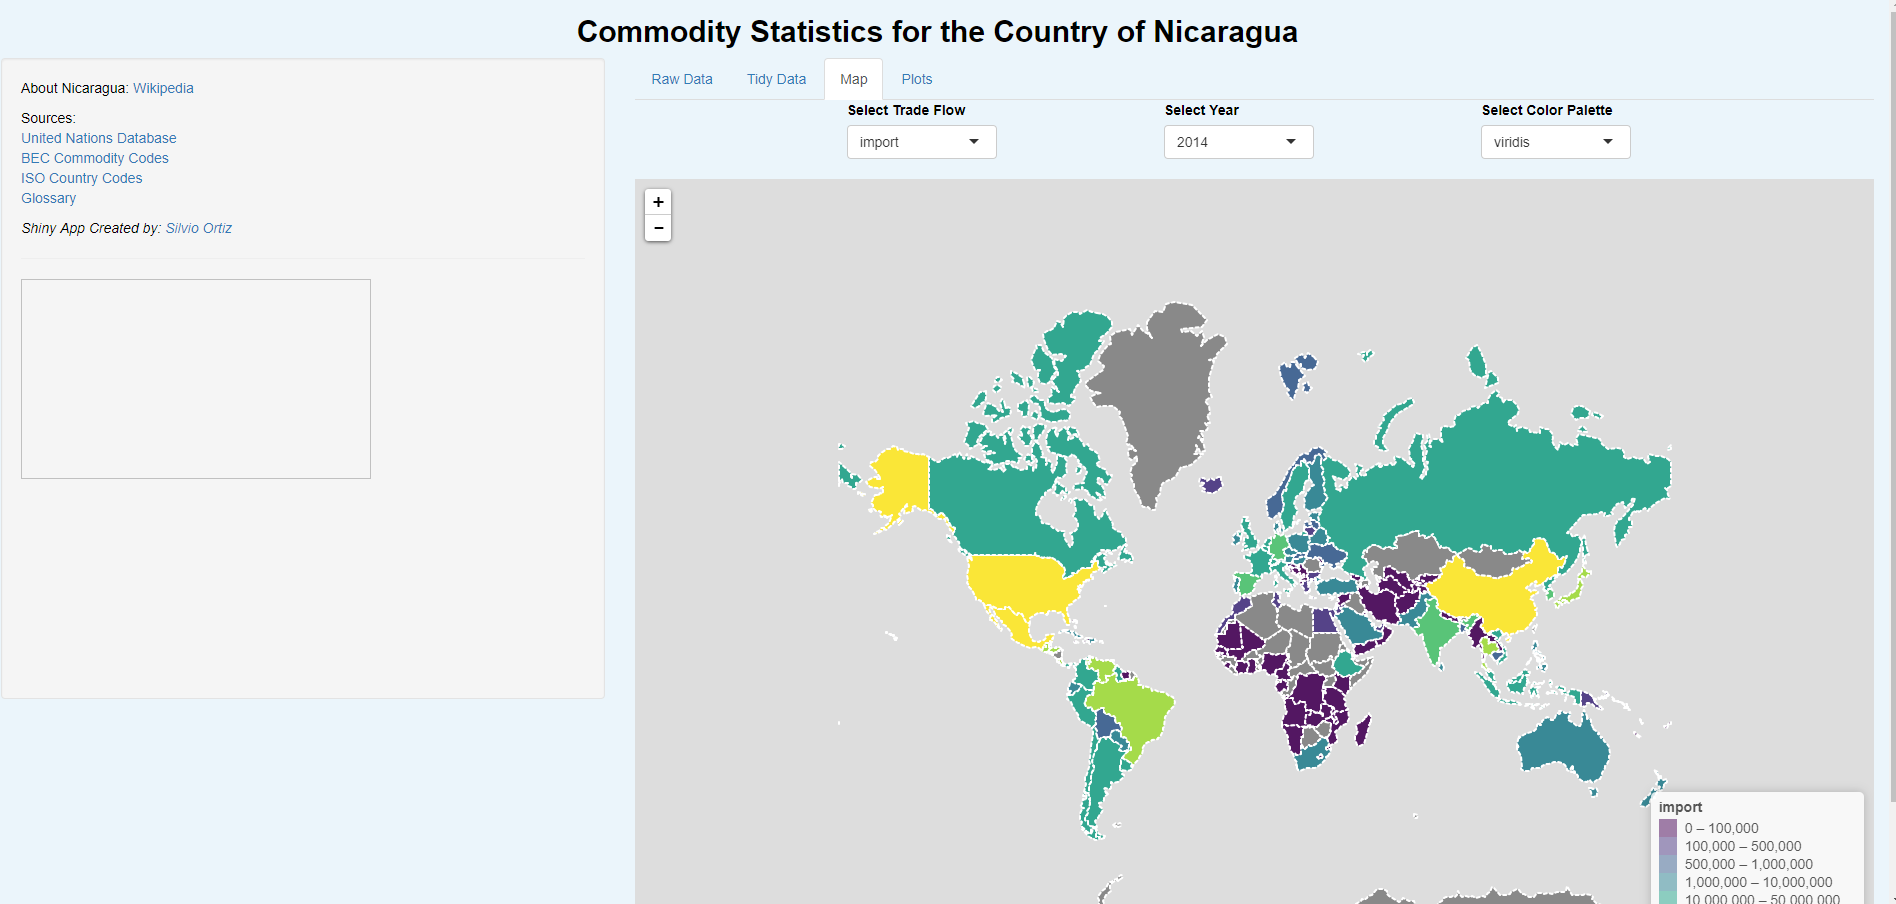 Commodity Statistics for the Country of Nicaragua
About Nicaragua: Wikipedia
Sources:
United Nations Database
BEC Commodity Codes
ISO Country Codes
Glossary
Shiny App Created by: Silvio Ortiz
Raw Data Tidy Data Map Plots
Select Trade Flow Select Year Select Color Palette
import 2014 viridis
+
−
import
0 – 100,000
100,000 – 500,000
500,000 – 1,000,000
1,000,000 – 10,000,000
10,000,000 – 50,000,000